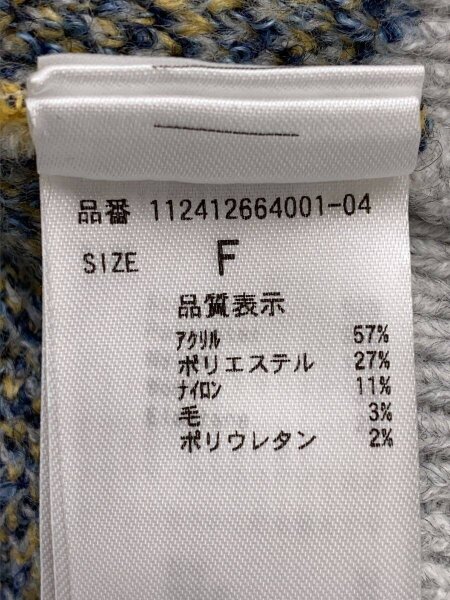 品番 112412664001-04
SIZE F
品質表示
アクリル 57%
ポリエステル 27%
ナイロン 11%
毛 3%
ポリウレタン 2%